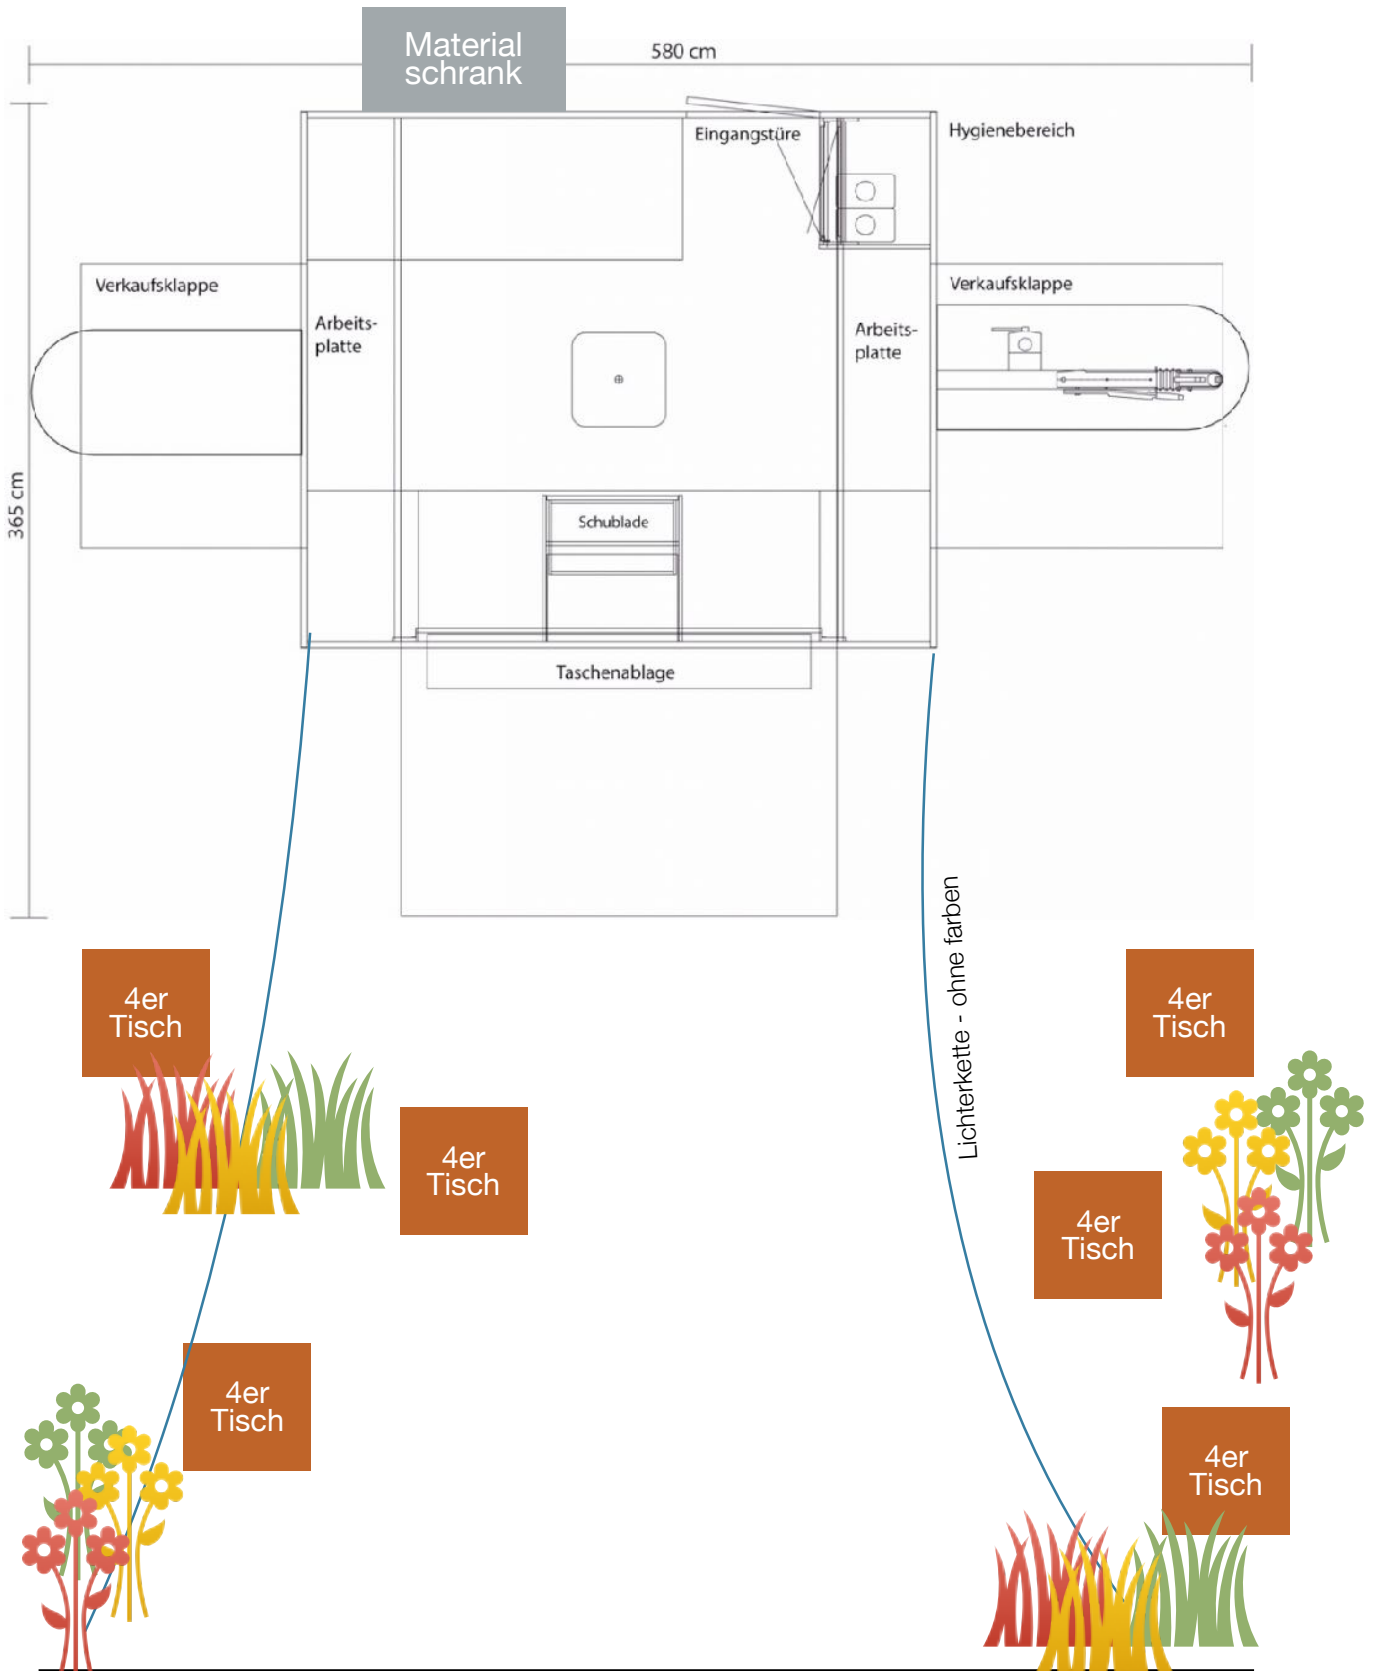 Material
schrank
580 cm
Eingangstüre
Hygienebereich
Verkaufsklappe
Verkaufsklappe
Arbeits-
platte
Arbeits-
platte
365 cm
Schublade
Taschenablage
Lichterkette - ohne farben
4er
Tisch
4er
Tisch
4er
Tisch
4er
Tisch
4er
Tisch
4er
Tisch